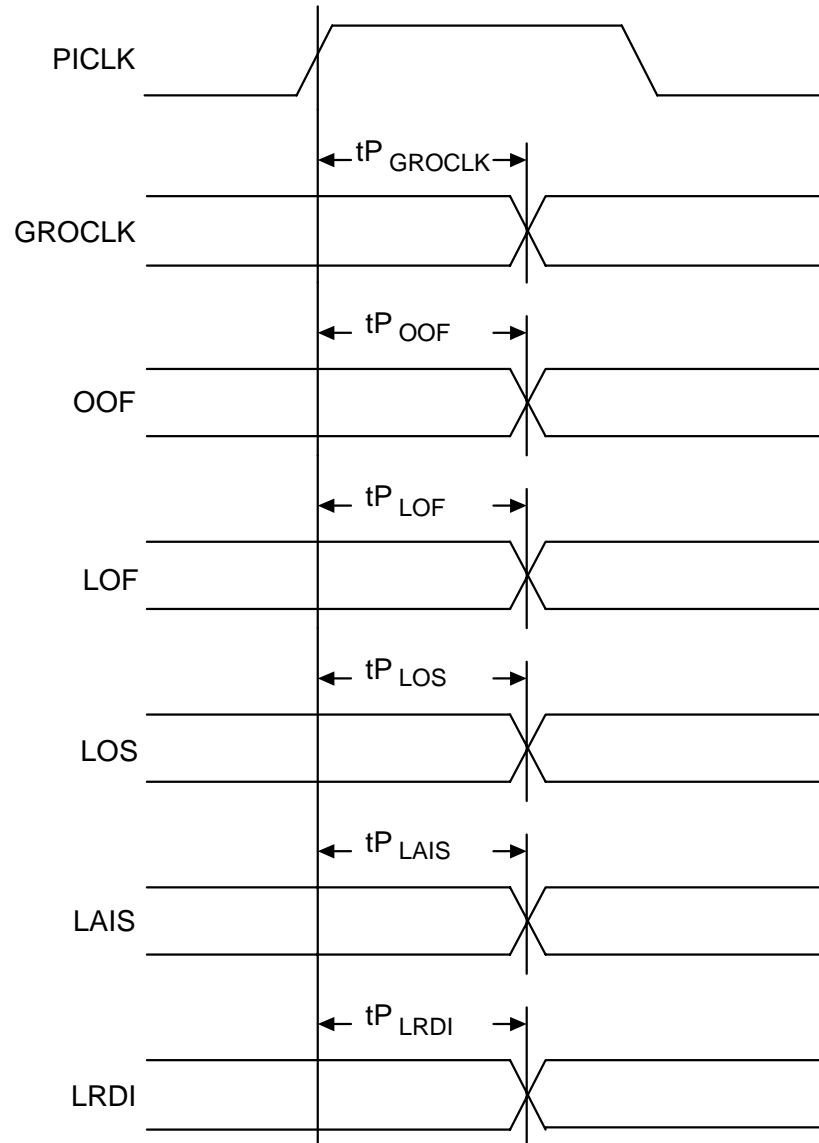 PICLK
tP GROCLK
GROCLK
tP OOF
OOF
tP LOF
LOF
tP LOS
LOS
tP LAIS
LAIS
tP LRDI
LRDI